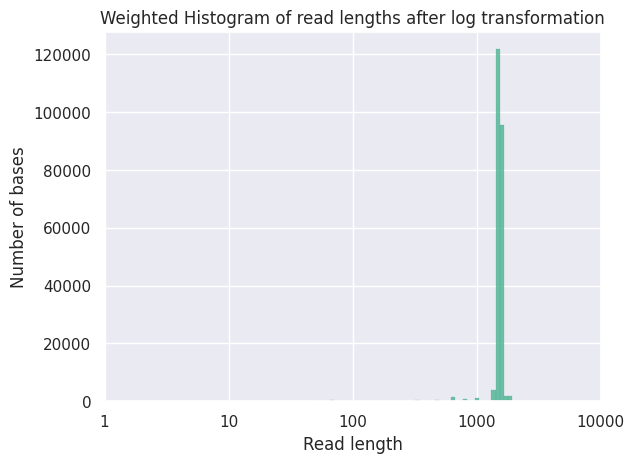 Weighted Histogram of read lengths after log transformation
120000
100000
80000
60000
40000
20000
0
Number of bases
1 10 100 1000 10000
Read length